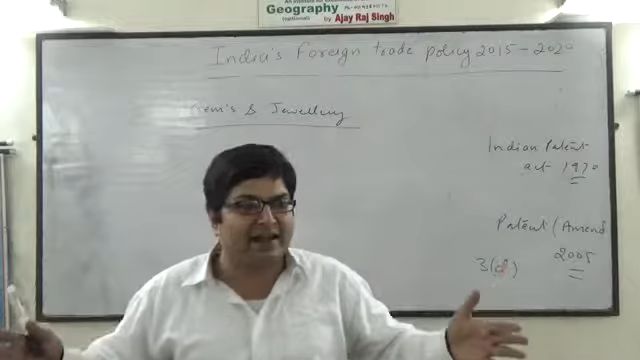 Geography
(optional) by Ajay Raj Singh
India's Foreign trade policy 2015-2020
Gem's & Jewellery
Indian Patent
act 1970
Patent (Amend
2005
3(d)